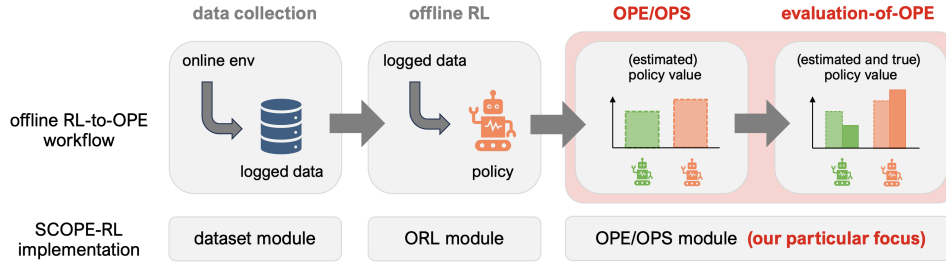 data collection
offline RL
OPE/OPS
evaluation-of-OPE
offline RL-to-OPE
workflow
online env
logged data
logged data
policy
(estimated)
policy value
(estimated and true)
policy value
SCOPE-RL
implementation
dataset module
ORL module
OPE/OPS module (our particular focus)